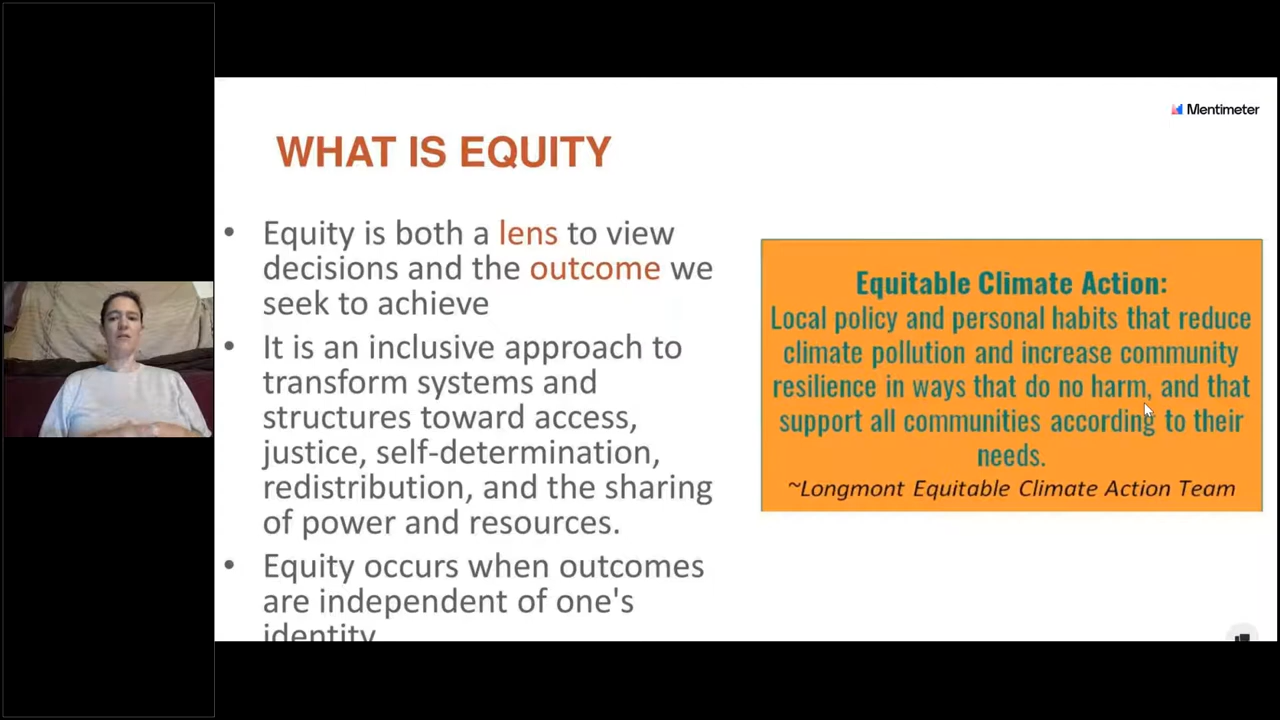 Mentimeter
WHAT IS EQUITY
• Equity is both a lens to view
decisions and the outcome we
seek to achieve
• It is an inclusive approach to
transform systems and
structures toward access,
justice, self-determination,
redistribution, and the sharing
of power and resources.
• Equity occurs when outcomes
are independent of one's
identity
Equitable Climate Action:
Local policy and personal habits that reduce
climate pollution and increase community
resilience in ways that do no harm, and that
support all communities according to their
needs.
~Longmont Equitable Climate Action Team